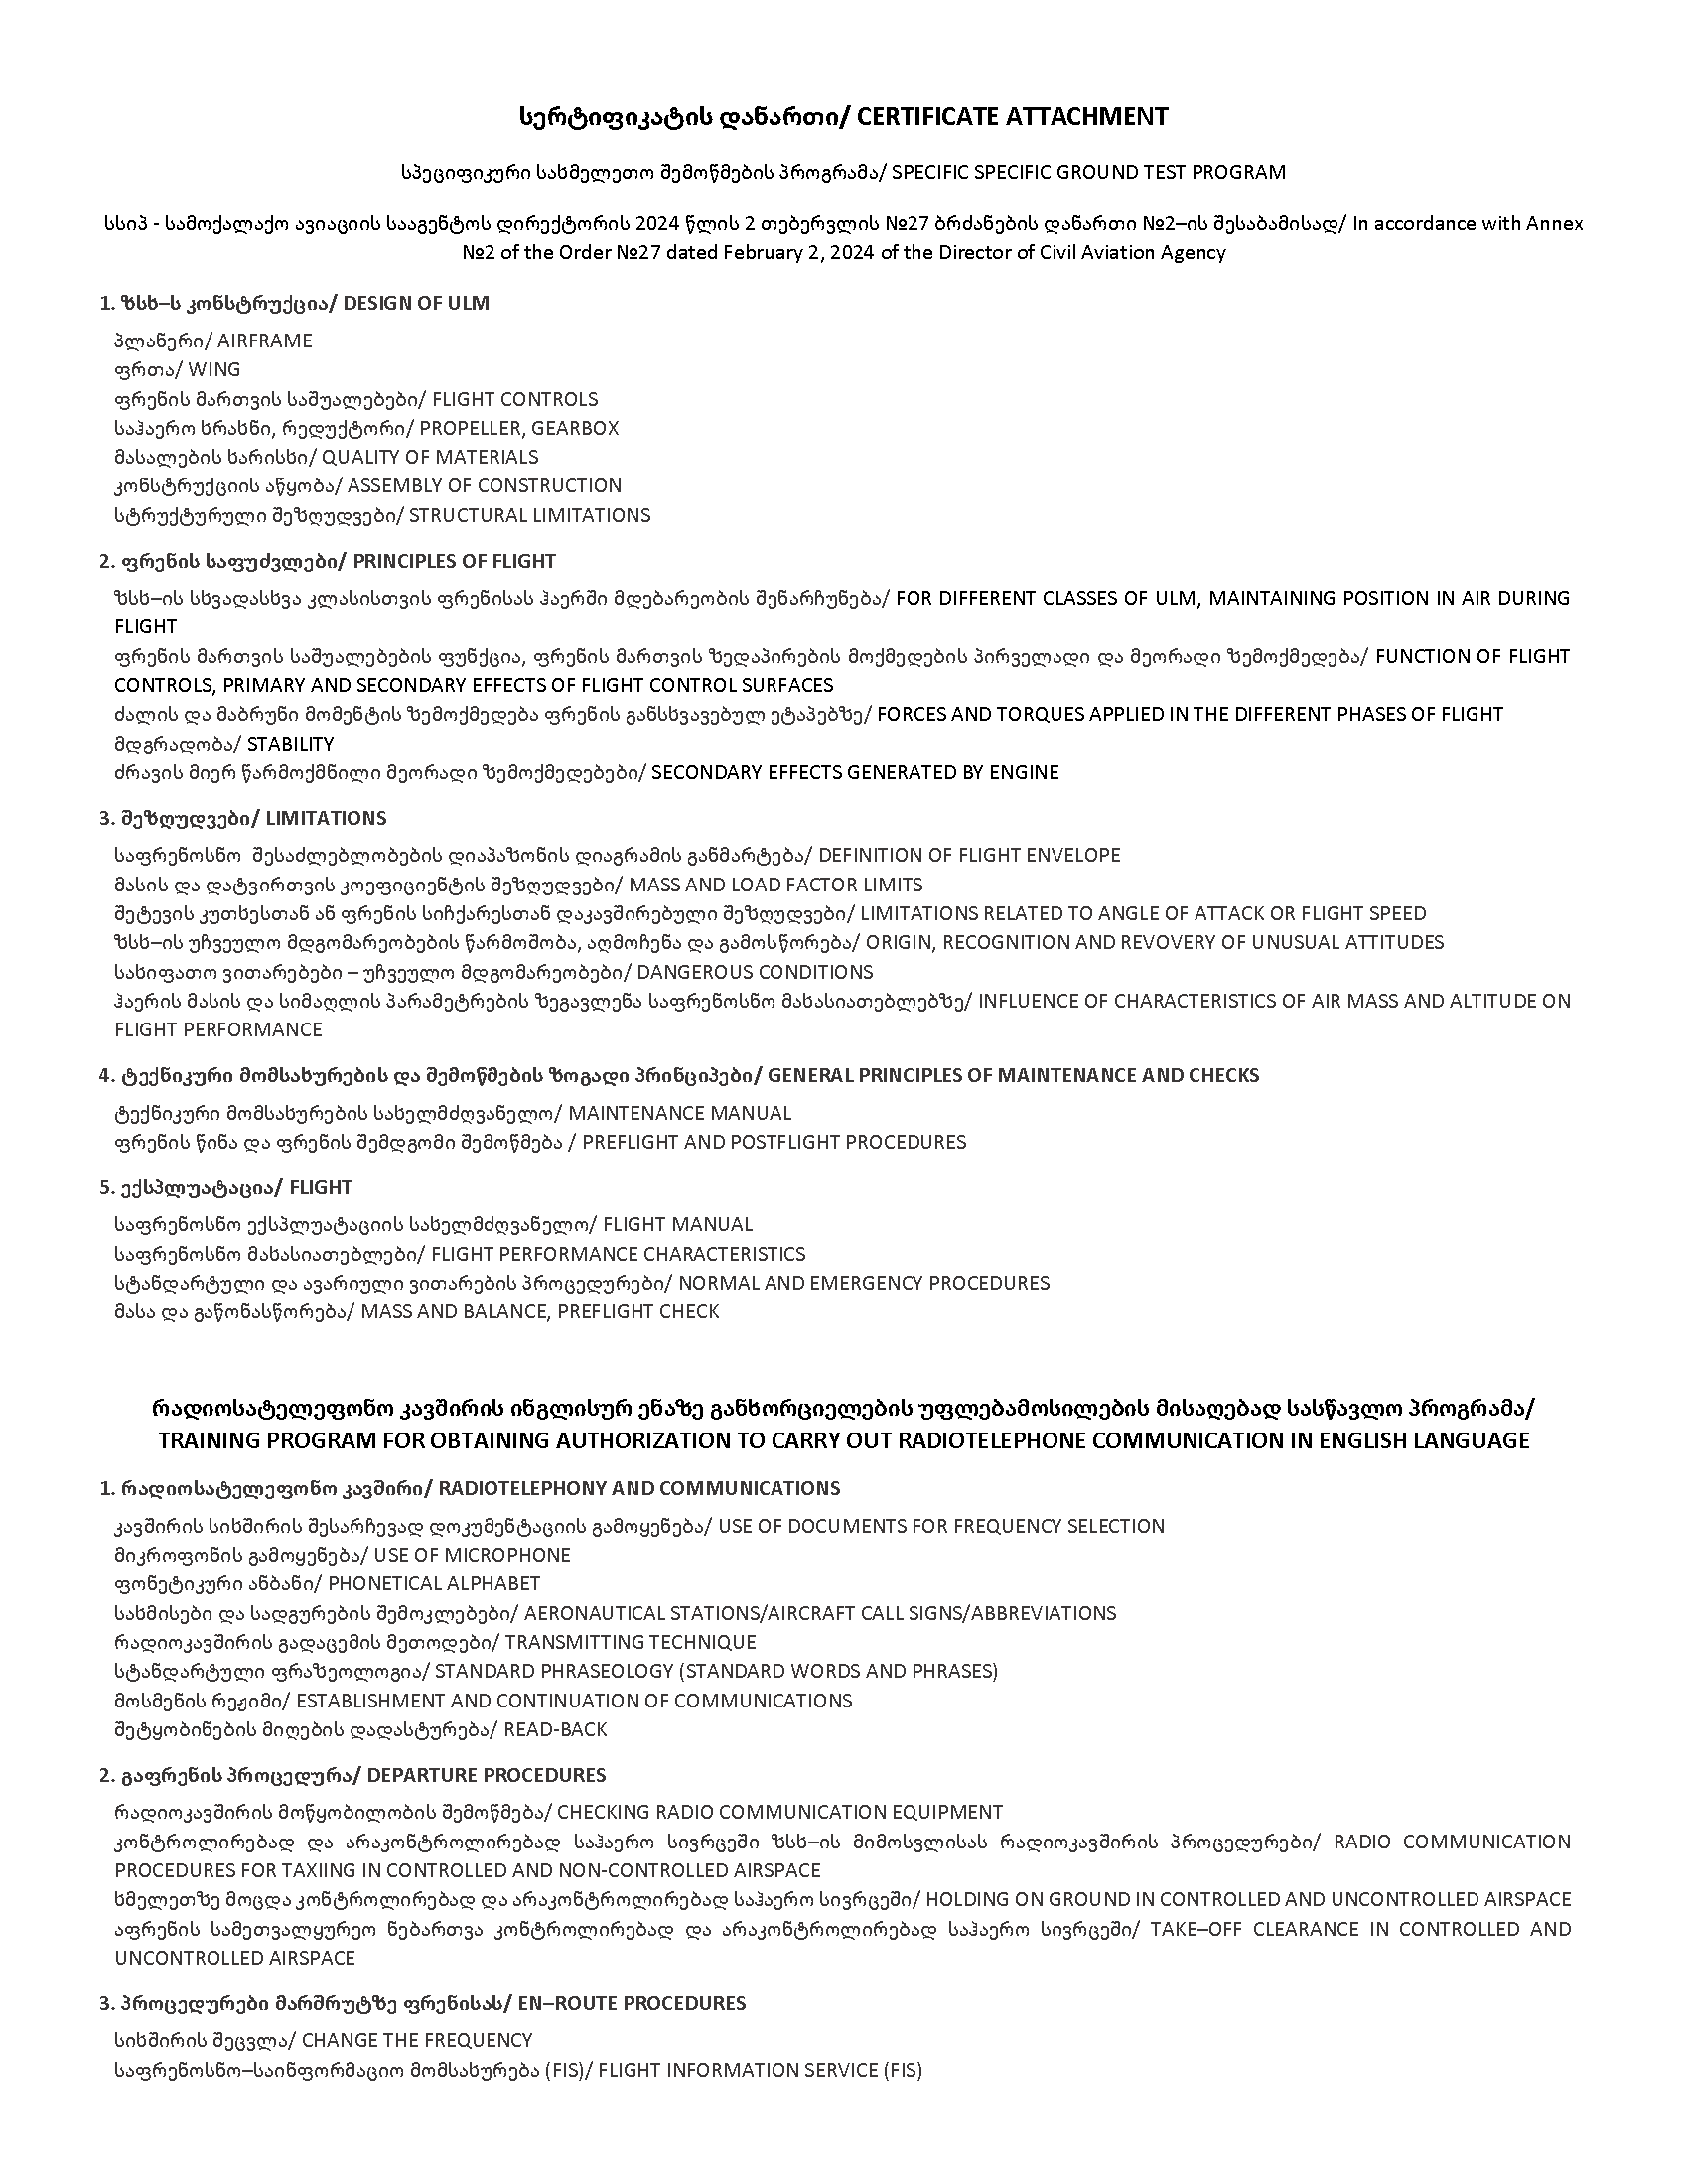 სერტიფიკატის დანართი/ CERTIFICATE ATTACHMENT
სპეციფიკური სახმელეთო შემოწმების პროგრამა/ SPECIFIC SPECIFIC GROUND TEST PROGRAM
სსიპ - სამოქალაქო ავიაციის სააგენტოს დირექტორის 2024 წლის 2 თებერვლის №27 ბრძანების დანართი №2–ის შესაბამისად/ In accordance with Annex
№2 of the Order №27 dated February 2, 2024 of the Director of Civil Aviation Agency
1. ზსხ–ს კონსტრუქცია/ DESIGN OF ULM
პლანერი/ AIRFRAME
ფრთა/ WING
ფრენის მართვის საშუალებები/ FLIGHT CONTROLS
საჰაერო ხრახნი, რედუქტორი/ PROPELLER, GEARBOX
მასალების ხარისხი/ QUALITY OF MATERIALS
კონსტრუქციის აწყობა/ ASSEMBLY OF CONSTRUCTION
სტრუქტურული შეზღუდვები/ STRUCTURAL LIMITATIONS
2. ფრენის საფუძვლები/ PRINCIPLES OF FLIGHT
ზსხ–ის სხვადასხვა კლასისთვის ფრენისას ჰაერში მდებარეობის შენარჩუნება/ FOR DIFFERENT CLASSES OF ULM, MAINTAINING POSITION IN AIR DURING
FLIGHT
ფრენის მართვის საშუალებების ფუნქცია, ფრენის მართვის ზედაპირების მოქმედების პირველადი და მეორადი ზემოქმედება/ FUNCTION OF FLIGHT
CONTROLS, PRIMARY AND SECONDARY EFFECTS OF FLIGHT CONTROL SURFACES
ძალის და მაბრუნი მომენტის ზემოქმედება ფრენის განსხვავებულ ეტაპებზე/ FORCES AND TORQUES APPLIED IN THE DIFFERENT PHASES OF FLIGHT
მდგრადობა/ STABILITY
ძრავის მიერ წარმოქმნილი მეორადი ზემოქმედებები/ SECONDARY EFFECTS GENERATED BY ENGINE
3. შეზღუდვები/ LIMITATIONS
საფრენოსნო შესაძლებლობების დიაპაზონის დიაგრამის განმარტება/ DEFINITION OF FLIGHT ENVELOPE
მასის და დატვირთვის კოეფიციენტის შეზღუდვები/ MASS AND LOAD FACTOR LIMITS
შეტევის კუთხესთან ან ფრენის სიჩქარესთან დაკავშირებული შეზღუდვები/ LIMITATIONS RELATED TO ANGLE OF ATTACK OR FLIGHT SPEED
ზსხ–ის უჩვეულო მდგომარეობების წარმოშობა, აღმოჩენა და გამოსწორება/ ORIGIN, RECOGNITION AND REVOVERY OF UNUSUAL ATTITUDES
სახიფათო ვითარებები – უჩვეულო მდგომარეობები/ DANGEROUS CONDITIONS
ჰაერის მასის და სიმაღლის პარამეტრების ზეგავლენა საფრენოსნო მახასიათებლებზე/ INFLUENCE OF CHARACTERISTICS OF AIR MASS AND ALTITUDE ON
FLIGHT PERFORMANCE
4. ტექნიკური მომსახურების და შემოწმების ზოგადი პრინციპები/ GENERAL PRINCIPLES OF MAINTENANCE AND CHECKS
ტექნიკური მომსახურების სახელმძღვანელო/ MAINTENANCE MANUAL
ფრენის წინა და ფრენის შემდგომი შემოწმება / PREFLIGHT AND POSTFLIGHT PROCEDURES
5. ექსპლუატაცია/ FLIGHT
საფრენოსნო ექსპლუატაციის სახელმძღვანელო/ FLIGHT MANUAL
საფრენოსნო მახასიათებლები/ FLIGHT PERFORMANCE CHARACTERISTICS
სტანდარტული და ავარიული ვითარების პროცედურები/ NORMAL AND EMERGENCY PROCEDURES
მასა და გაწონასწორება/ MASS AND BALANCE, PREFLIGHT CHECK
რადიოსატელეფონო კავშირის ინგლისურ ენაზე განხორციელების უფლებამოსილების მისაღებად სასწავლო პროგრამა/
TRAINING PROGRAM FOR OBTAINING AUTHORIZATION TO CARRY OUT RADIOTELEPHONE COMMUNICATION IN ENGLISH LANGUAGE
1. რადიოსატელეფონო კავშირი/ RADIOTELEPHONY AND COMMUNICATIONS
კავშირის სიხშირის შესარჩევად დოკუმენტაციის გამოყენება/ USE OF DOCUMENTS FOR FREQUENCY SELECTION
მიკროფონის გამოყენება/ USE OF MICROPHONE
ფონეტიკური ანბანი/ PHONETICAL ALPHABET
სახმისები და სადგურების შემოკლებები/ AERONAUTICAL STATIONS/AIRCRAFT CALL SIGNS/ABBREVIATIONS
რადიოკავშირის გადაცემის მეთოდები/ TRANSMITTING TECHNIQUE
სტანდარტული ფრაზეოლოგია/ STANDARD PHRASEOLOGY (STANDARD WORDS AND PHRASES)
მოსმენის რეჟიმი/ ESTABLISHMENT AND CONTINUATION OF COMMUNICATIONS
შეტყობინების მიღების დადასტურება/ READ-BACK
2. გაფრენის პროცედურა/ DEPARTURE PROCEDURES
რადიოკავშირის მოწყობილობის შემოწმება/ CHECKING RADIO COMMUNICATION EQUIPMENT
კონტროლირებად და არაკონტროლირებად საჰაერო სივრცეში ზსხ–ის მიმოსვლისას რადიოკავშირის პროცედურები/ RADIO COMMUNICATION
PROCEDURES FOR TAXIING IN CONTROLLED AND NON-CONTROLLED AIRSPACE
ხმელეთზე მოცდა კონტროლირებად და არაკონტროლირებად საჰაერო სივრცეში/ HOLDING ON GROUND IN CONTROLLED AND UNCONTROLLED AIRSPACE
აფრენის სამეთვალყურეო ნებართვა კონტროლირებად და არაკონტროლირებად საჰაერო სივრცეში/ TAKE–OFF CLEARANCE IN CONTROLLED AND
UNCONTROLLED AIRSPACE
3. პროცედურები მარშრუტზე ფრენისას/ EN–ROUTE PROCEDURES
სიხშირის შეცვლა/ CHANGE THE FREQUENCY
საფრენოსნო–საინფორმაციო მომსახურება (FIS)/ FLIGHT INFORMATION SERVICE (FIS)